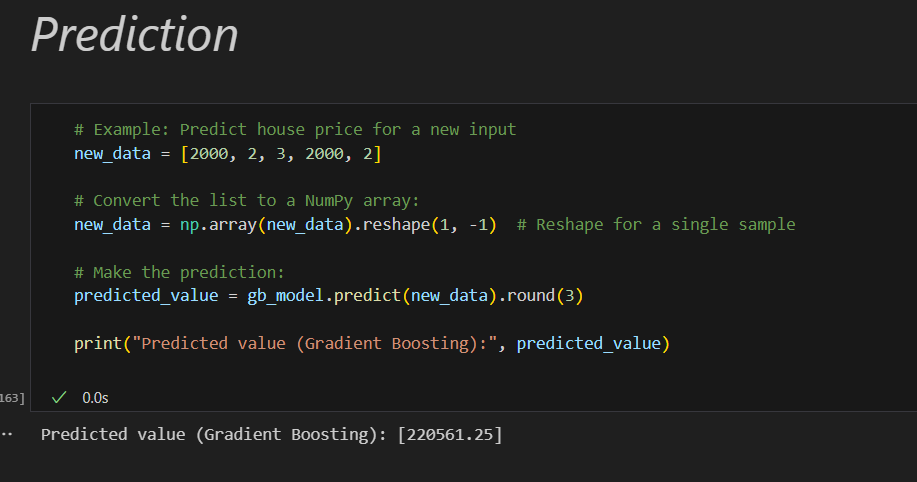 Prediction
# Example: Predict house price for a new input
new_data = [2000, 2, 3, 2000, 2]
# Convert the list to a NumPy array:
new_data = np.array(new_data).reshape(1, -1)  # Reshape for a single sample
# Make the prediction:
predicted_value = gb_model.predict(new_data).round(3)
print("Predicted value (Gradient Boosting):", predicted_value)
163] ✓ 0.0s
·· Predicted value (Gradient Boosting): [220561.25]